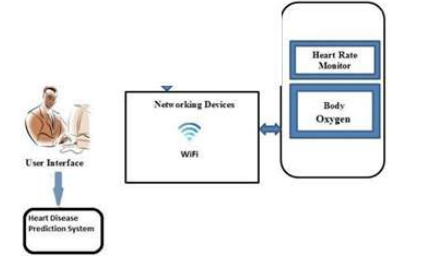 Heart Rate
Monitor
Body
Oxygen
Networking Devices
WiFi
User Interface
Heart Disease
Prediction System